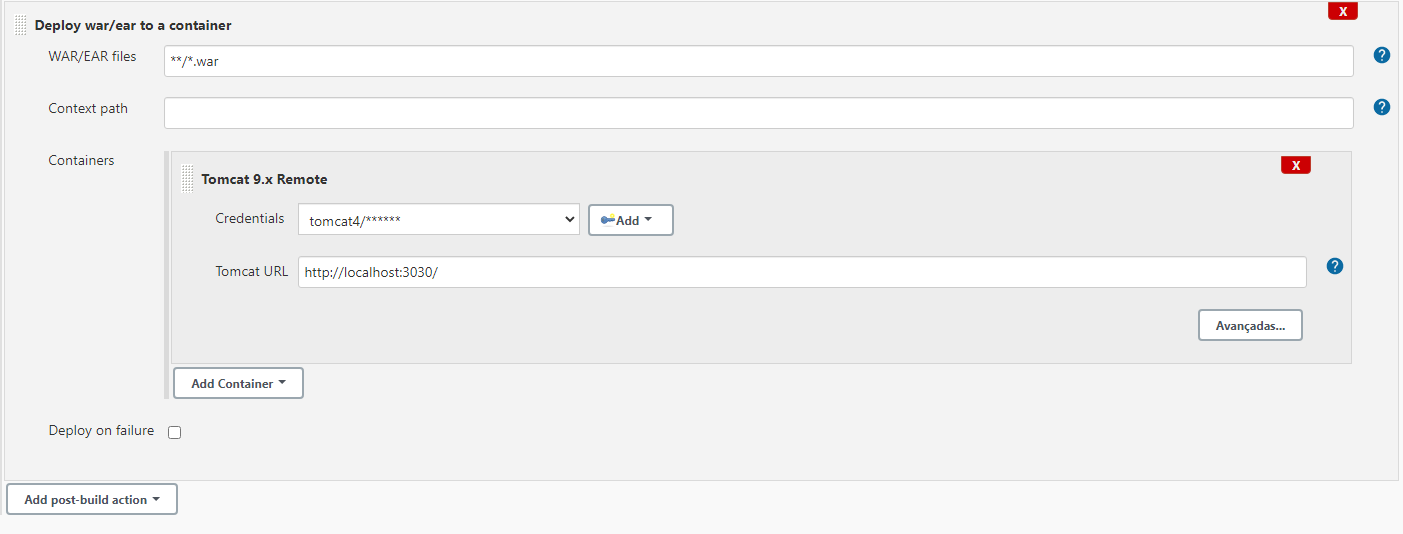 Deploy war/ear to a container
X
WAR/EAR files
**/*.war
?
Context path
?
Containers
Tomcat 9.x Remote
X
Credentials
tomcat4/******
Add
Tomcat URL
http://localhost:3030/
?
Avançadas...
Add Container
Deploy on failure
Add post-build action